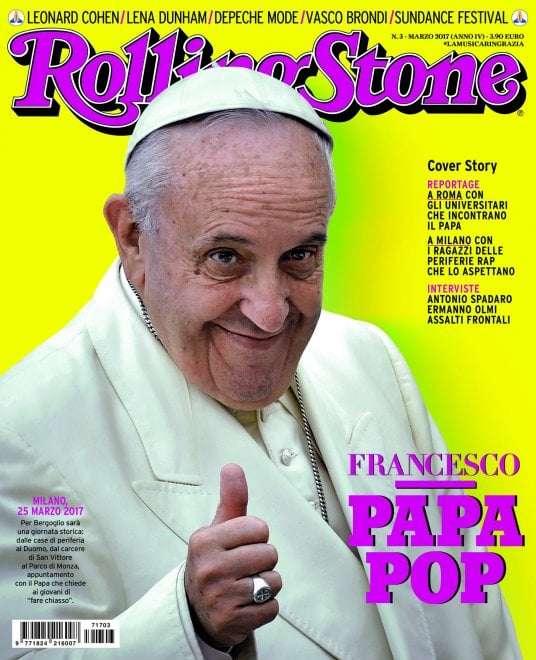 LEONARD COHEN/LENA DUNHAM/DEPECHE MODE/VASCO BRONDI/SUNDANCE FESTIVAL
N. 3 - MARZO 2017 (ANNO IV) - 3,90 EURO
#LAMUSICARINGRAZIA
Rolling Stone
®
Cover Story
REPORTAGE
A ROMA CON
GLI UNIVERSITARI
CHE INCONTRANO
IL PAPA
A MILANO CON
I RAGAZZI DELLE
PERIFERIE RAP
CHE LO ASPETTANO
INTERVISTE
ANTONIO SPADARO
ERMANNO OLMI
ASSALTI FRONTALI
FRANCESCO
PAPA
POP
MILANO,
25 MARZO 2017
Per Bergoglio sarà
una giornata storica:
dalle case di periferia
al Duomo, dal carcere
di San Vittore
al Parco di Monza,
appuntamento
con il Papa che chiede
ai giovani di
“fare chiasso”.
71703
9 771824 216007